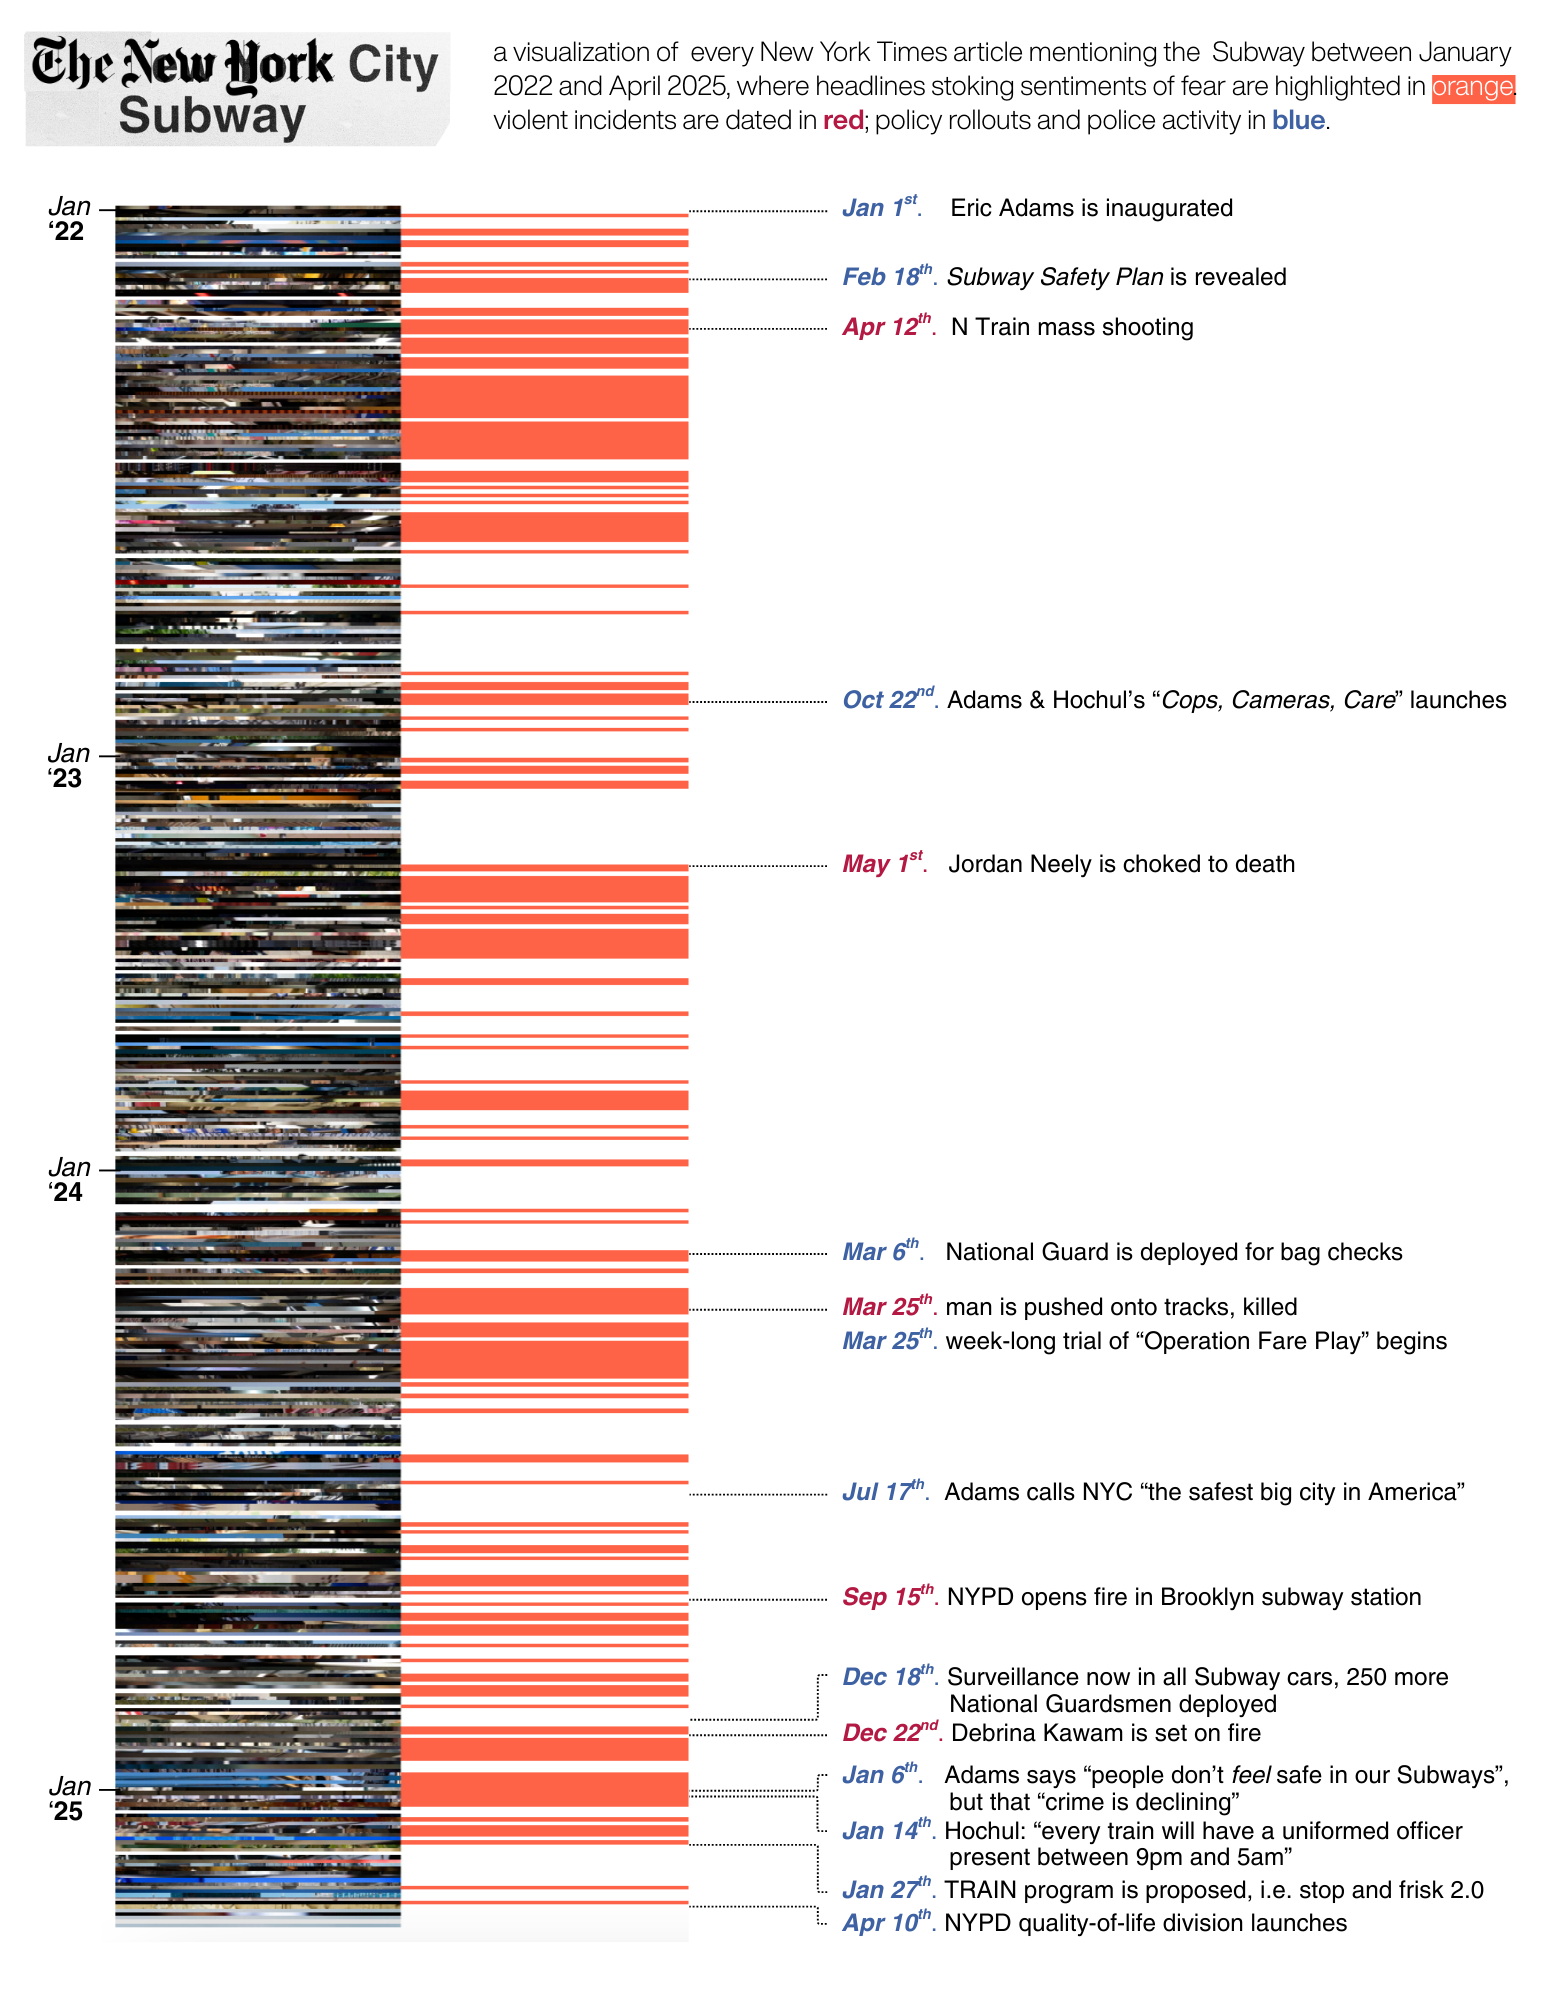 The New York City
Subway
a visualization of every New York Times article mentioning the Subway between January
2022 and April 2025, where headlines stoking sentiments of fear are highlighted in orange.
violent incidents are dated in red; policy rollouts and police activity in blue.
Jan
‘22
Jan 1st. Eric Adams is inaugurated
Feb 18th. Subway Safety Plan is revealed
Apr 12th. N Train mass shooting
Oct 22nd. Adams & Hochul’s “Cops, Cameras, Care” launches
Jan
‘23
May 1st. Jordan Neely is choked to death
Jan
‘24
Mar 6th. National Guard is deployed for bag checks
Mar 25th. man is pushed onto tracks, killed
Mar 25th. week-long trial of “Operation Fare Play” begins
Jul 17th. Adams calls NYC “the safest big city in America”
Sep 15th. NYPD opens fire in Brooklyn subway station
Dec 18th. Surveillance now in all Subway cars, 250 more
National Guardsmen deployed
Dec 22nd. Debrina Kawam is set on fire
Jan
‘25
Jan 6th. Adams says “people don’t feel safe in our Subways”,
but that “crime is declining”
Jan 14th. Hochul: “every train will have a uniformed officer
present between 9pm and 5am”
Jan 27th. TRAIN program is proposed, i.e. stop and frisk 2.0
Apr 10th. NYPD quality-of-life division launches